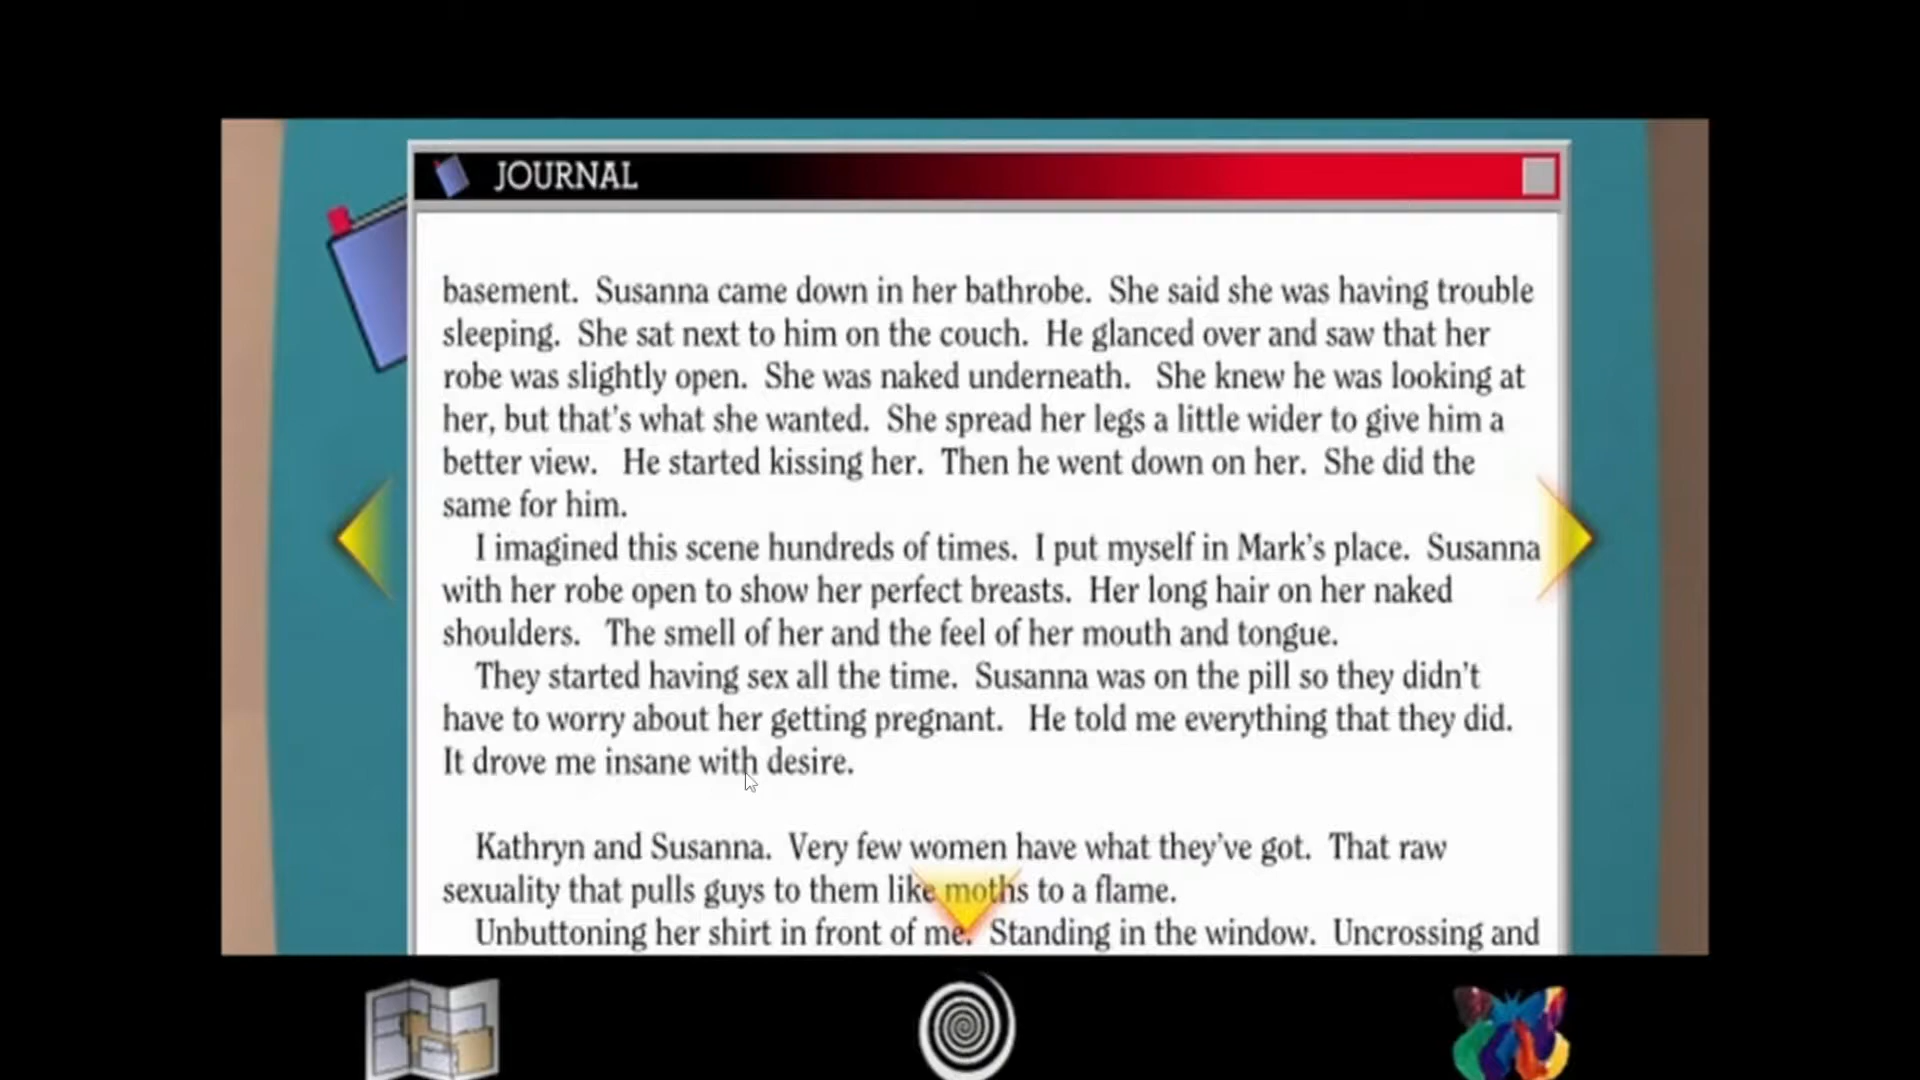 JOURNAL
basement. Susanna came down in her bathrobe. She said she was having trouble
sleeping. She sat next to him on the couch. He glanced over and saw that her
robe was slightly open. She was naked underneath. She knew he was looking at
her, but that's what she wanted. She spread her legs a little wider to give him a
better view. He started kissing her. Then he went down on her. She did the
same for him.
I imagined this scene hundreds of times. I put myself in Mark's place. Susanna
with her robe open to show her perfect breasts. Her long hair on her naked
shoulders. The smell of her and the feel of her mouth and tongue.
They started having sex all the time. Susanna was on the pill so they didn't
have to worry about her getting pregnant. He told me everything that they did.
It drove me insane with desire.
Kathryn and Susanna. Very few women have what they've got. That raw
sexuality that pulls guys to them like moths to a flame.
Unbuttoning her shirt in front of me. Standing in the window. Uncrossing and